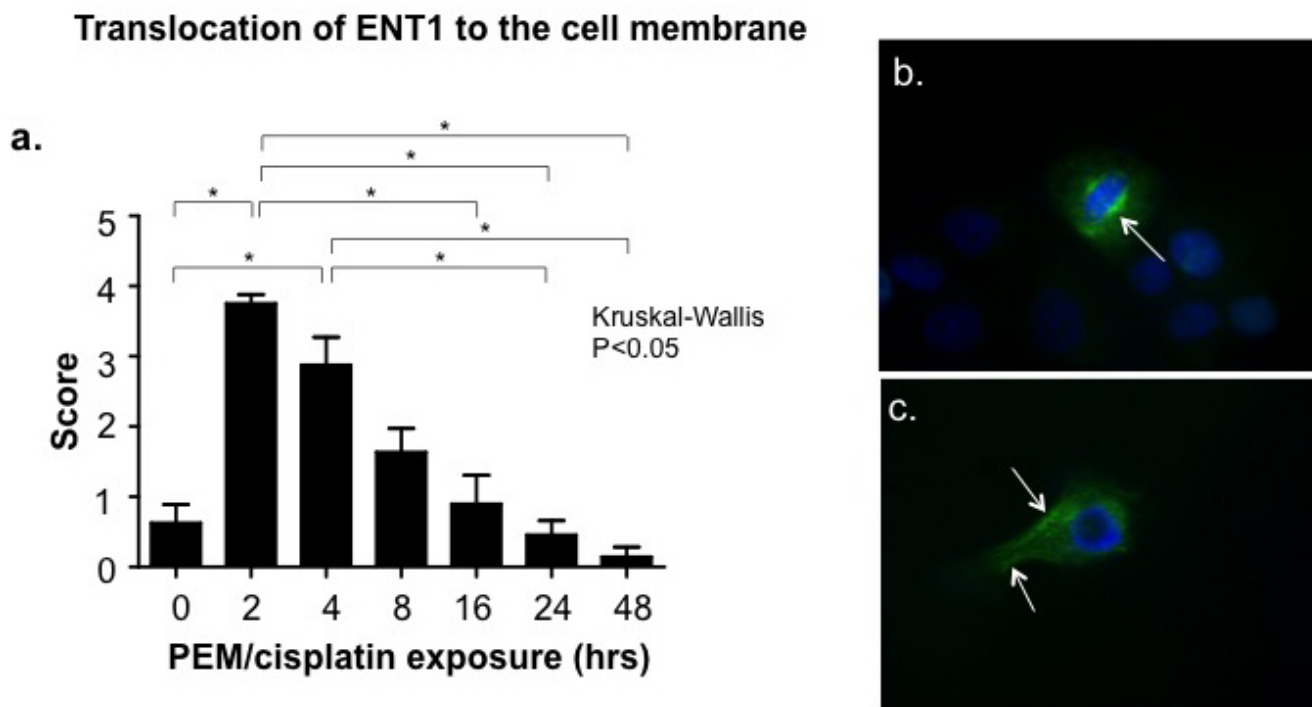 Translocation of ENT1 to the cell membrane
a.
*
*
*
*
*
*
*
5
4
3
2
1
0
Score
Kruskal-Wallis
P<0.05
0 2 4 8 16 24 48
PEM/cisplatin exposure (hrs)
b.
c.